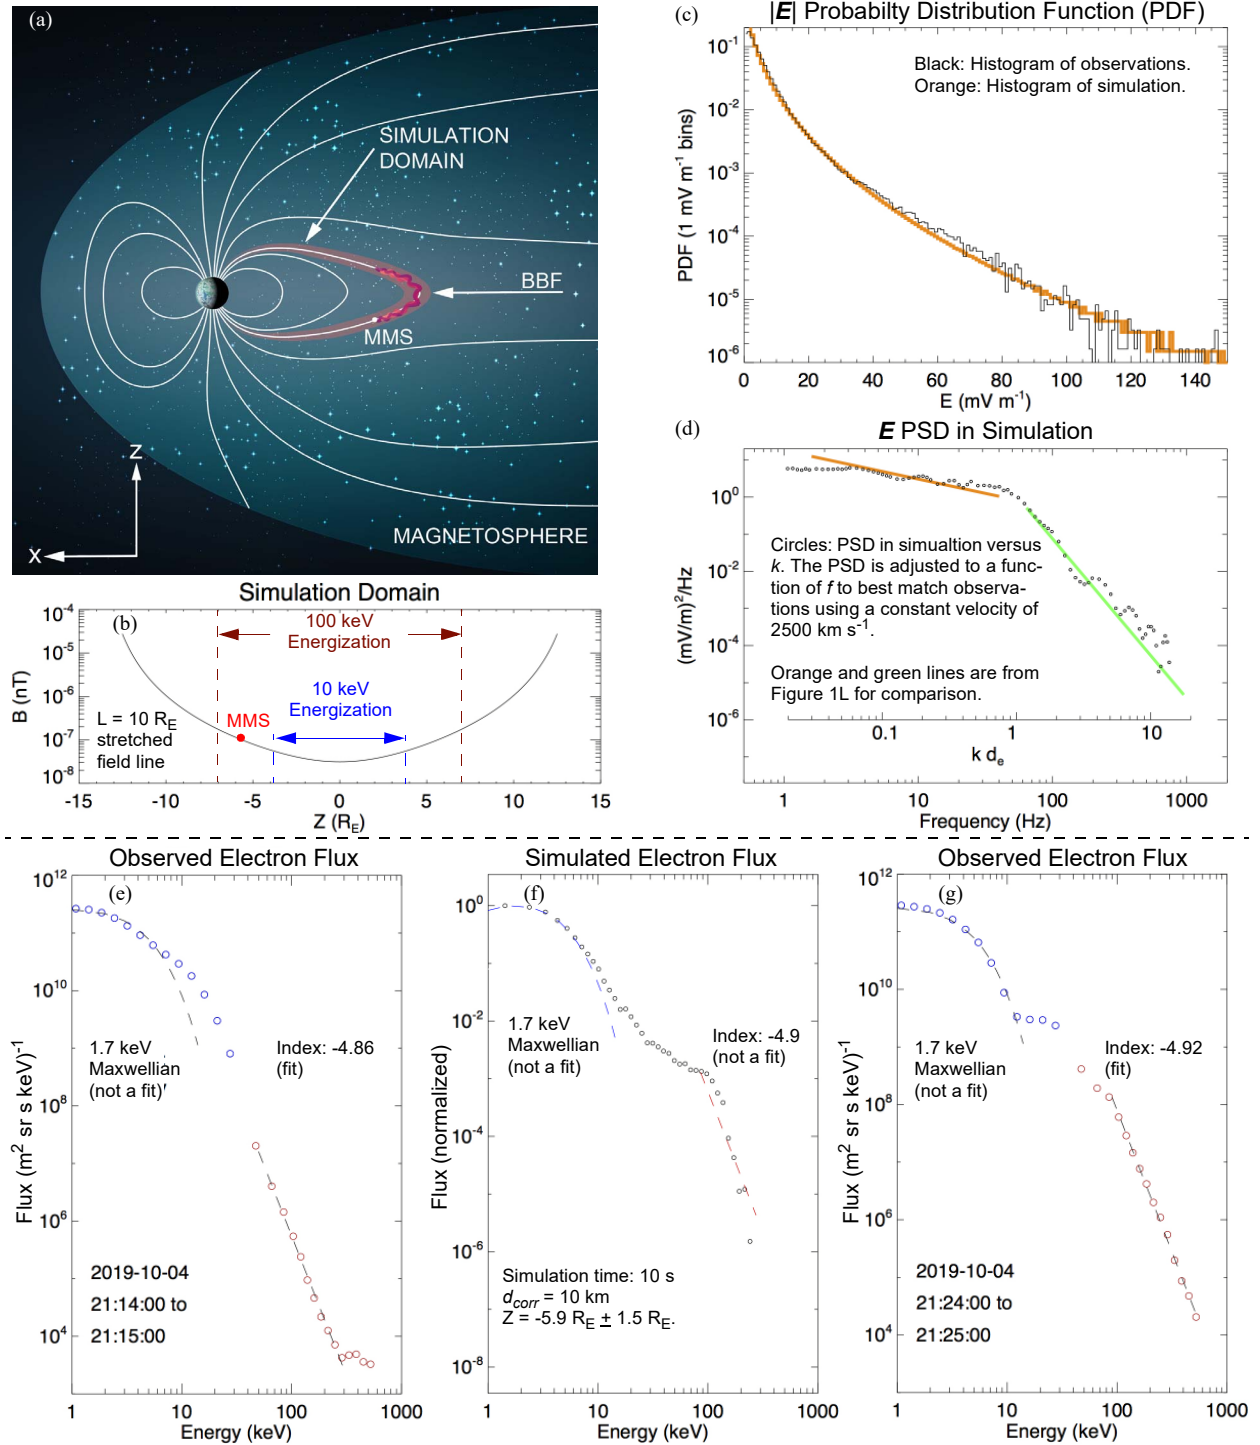 (a)
SIMULATION
DOMAIN
BBF
MMS
Z
X
MAGNETOSPHERE
(c)
|E| Probabilty Distribution Function (PDF)
Black: Histogram of observations.
Orange: Histogram of simulation.
PDF (1 mV m-1 bins)
10-1
10-2
10-3
10-4
10-5
10-6
0 20 40 60 80 100 120 140
E (mV m-1)
(d)
E PSD in Simulation
(mV/m)2/Hz
100
10-2
10-4
10-6
Circles: PSD in simualtion versus
k. The PSD is adjusted to a func-
tion of f to best match observa-
tions using a constant velocity of
2500 km s-1.
Orange and green lines are from
Figure 1L for comparison.
0.1 1 10
k de
1 10 100 1000
Frequency (Hz)
Simulation Domain
(b)
B (nT)
10-4
10-5
10-6
10-7
10-8
100 keV
Energization
10 keV
Energization
L = 10 RE
stretched
field line
MMS
-15 -10 -5 0 5 10 15
Z (RE)
Observed Electron Flux
(e)
Flux (m2 sr s keV)-1
1012
1010
108
106
104
1.7 keV
Maxwellian
(not a fit)
Index: -4.86
(fit)
2019-10-04
21:14:00 to
21:15:00
1 10 100 1000
Energy (keV)
Simulated Electron Flux
(f)
Flux (normalized)
100
10-2
10-4
10-6
10-8
1.7 keV
Maxwellian
(not a fit)
Index: -4.9
(not a fit)
Simulation time: 10 s
dcorr = 10 km
Z = -5.9 RE ± 1.5 RE.
1 10 100 1000
Energy (keV)
Observed Electron Flux
(g)
Flux (m2 sr s keV)-1
1012
1010
108
106
104
1.7 keV
Maxwellian
(not a fit)
Index: -4.92
(fit)
2019-10-04
21:24:00 to
21:25:00
1 10 100 1000
Energy (keV)